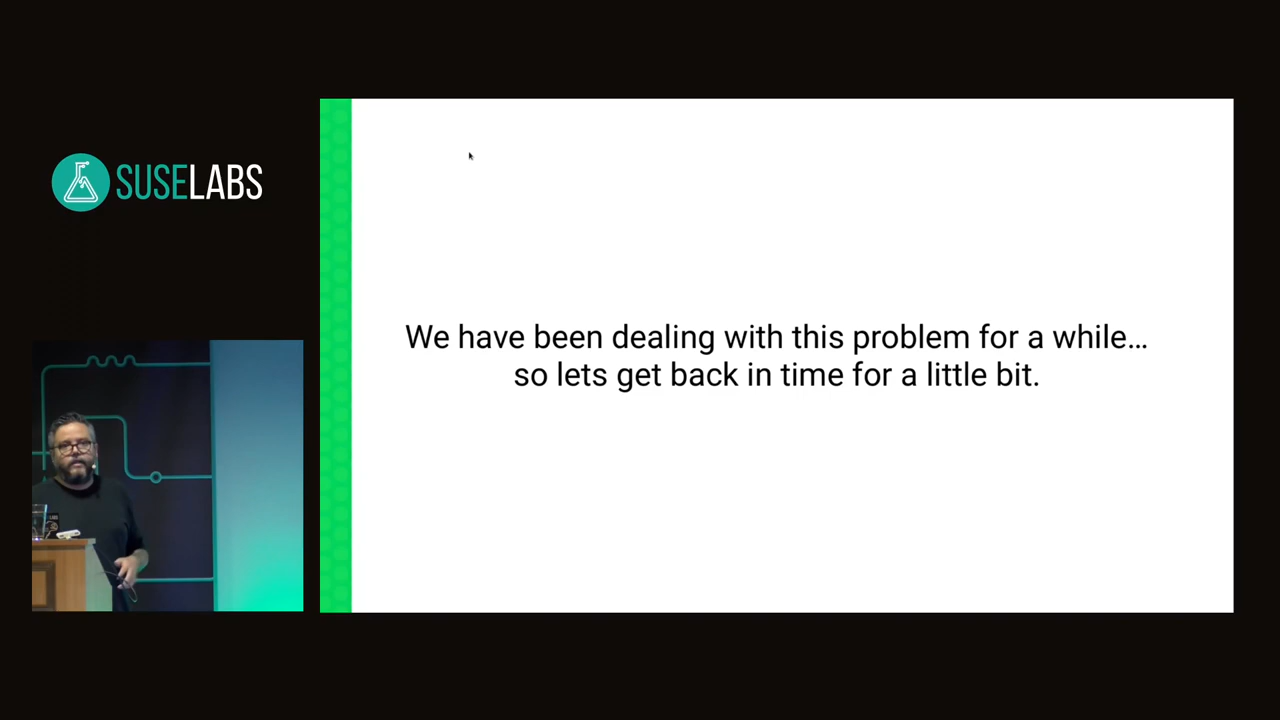 SUSELABS
We have been dealing with this problem for a while…
so lets get back in time for a little bit.